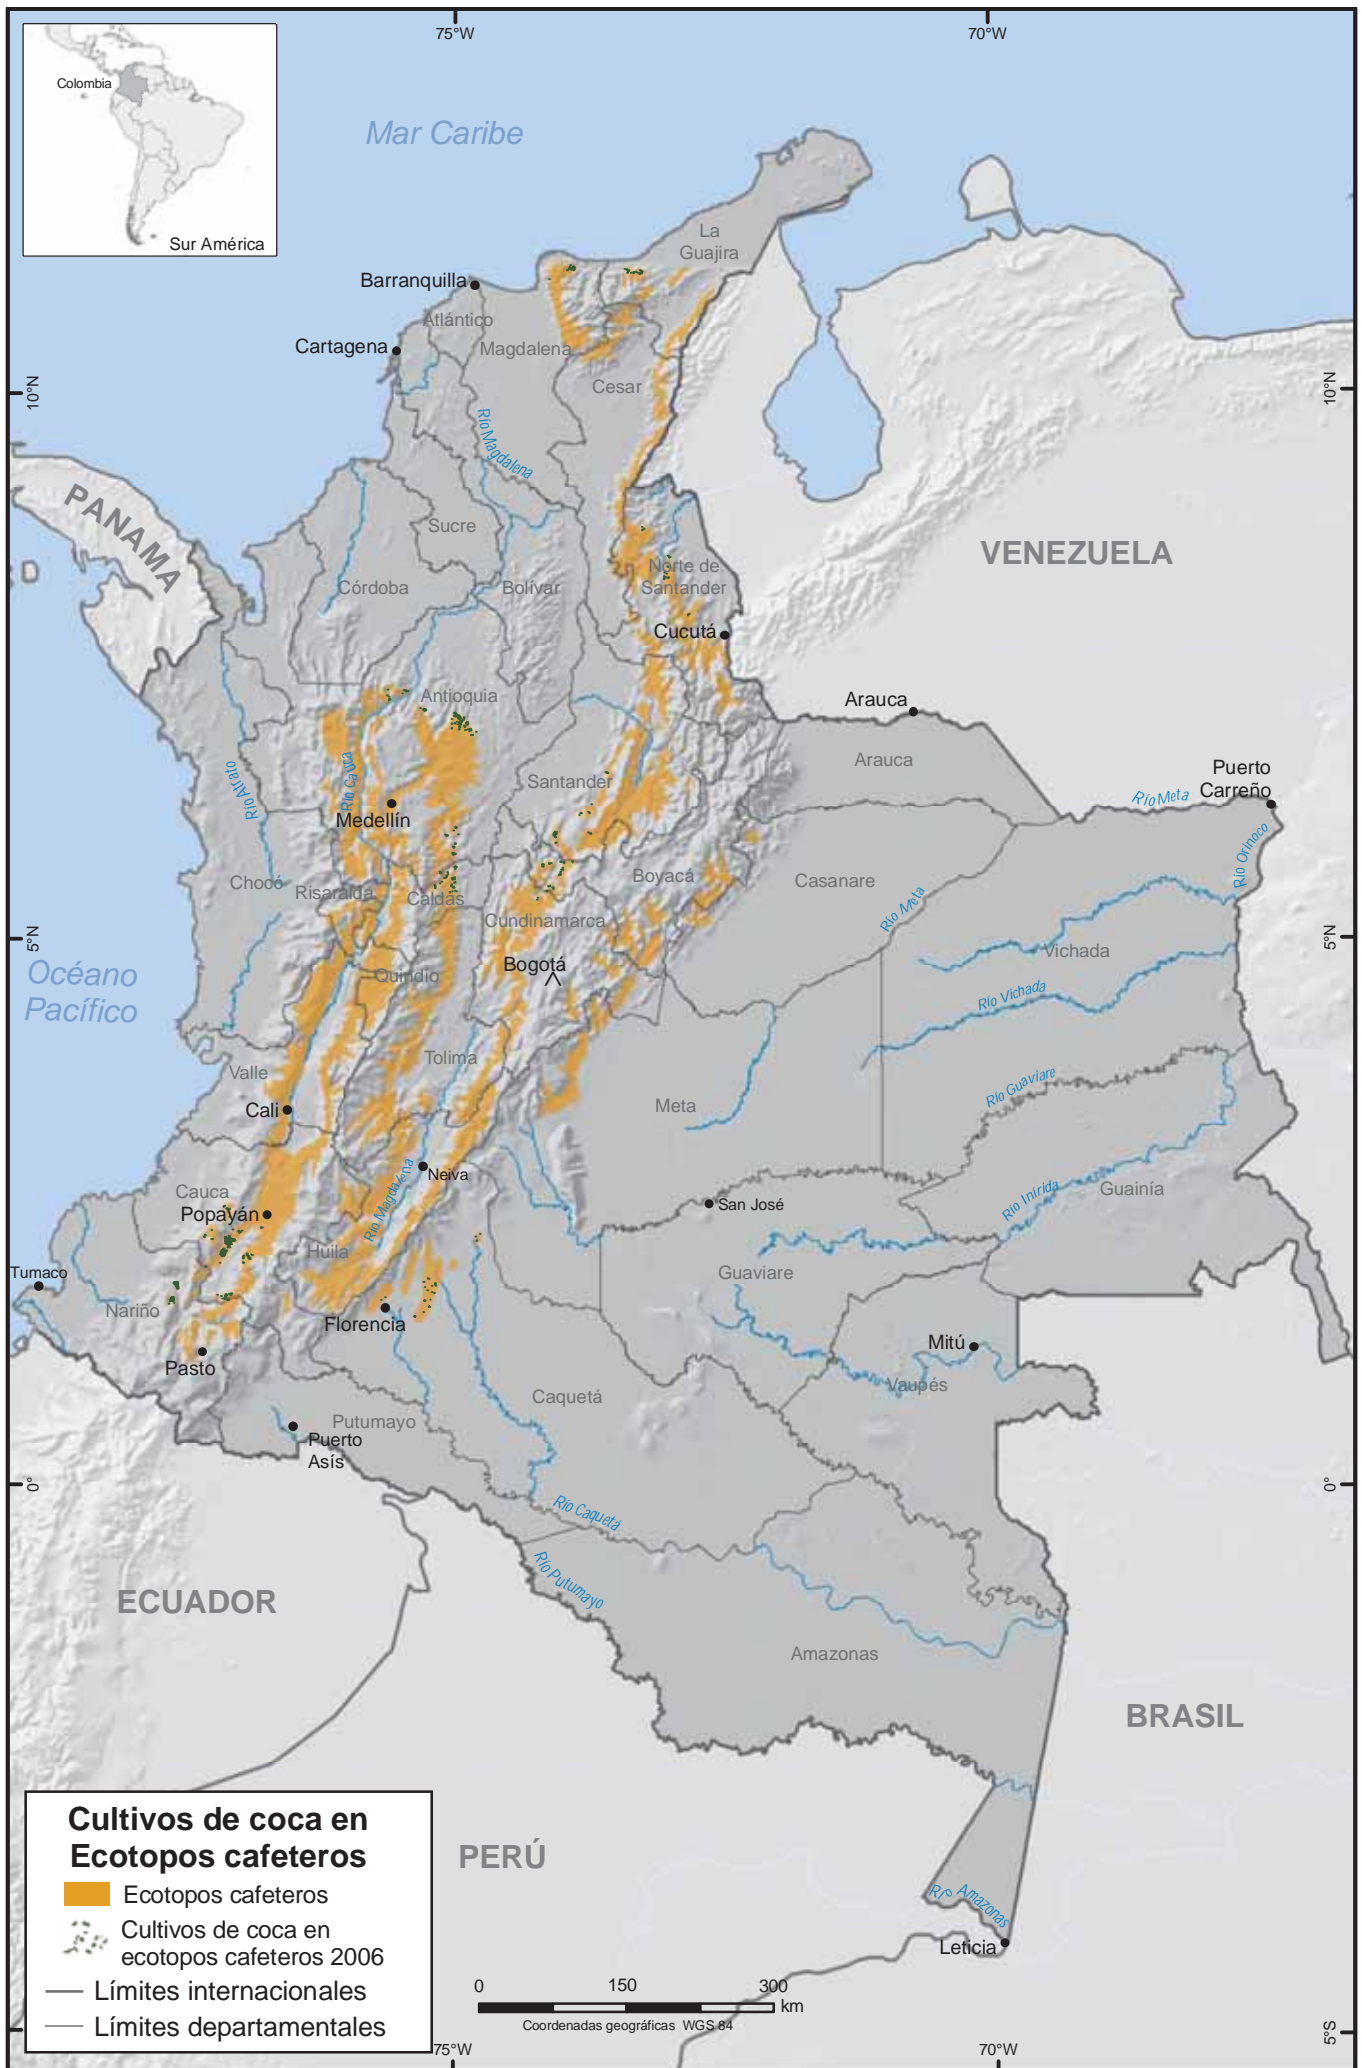 75°W
70°W
Colombia
Sur América
Mar Caribe
La
Guajira
Barranquilla
Atlántico
Cartagena
Magdalena
Cesar
10°N
10°N
Río Magdalena
PANAMA
Sucre
VENEZUELA
Córdoba
Bolívar
Norte de
Santander
Cucutá
Antioquia
Arauca
Arauca
Río Atrato
Río Cauca
Santander
Puerto
Carreño
Río Meta
Medellín
Río Orinoco
Chocó
Risaralda
Caldas
Boyacá
Casanare
Río Meta
Cundinamarca
5°N
5°N
Océano
Pacífico
Quindío
Bogotá
Vichada
Río Vichada
Tolima
Valle
Río Guaviare
Cali
Meta
Neiva
Cauca
Popayán
Río Magdalena
San José
Río Inírida
Guainía
Huila
Tumaco
Nariño
Guaviare
Florencia
Mitú
Pasto
Vaupés
Caquetá
Putumayo
Puerto
Asís
0°
0°
Río Caquetá
Río Putumayo
ECUADOR
Amazonas
BRASIL
PERÚ
Río Amazonas
Leticia
Cultivos de coca en
Ecotopos cafeteros
Ecotopos cafeteros
Cultivos de coca en
ecotopos cafeteros 2006
Límites internacionales
Límites departamentales
0 150 300
km
Coordenadas geográficas WGS 84
5°S
75°W
70°W